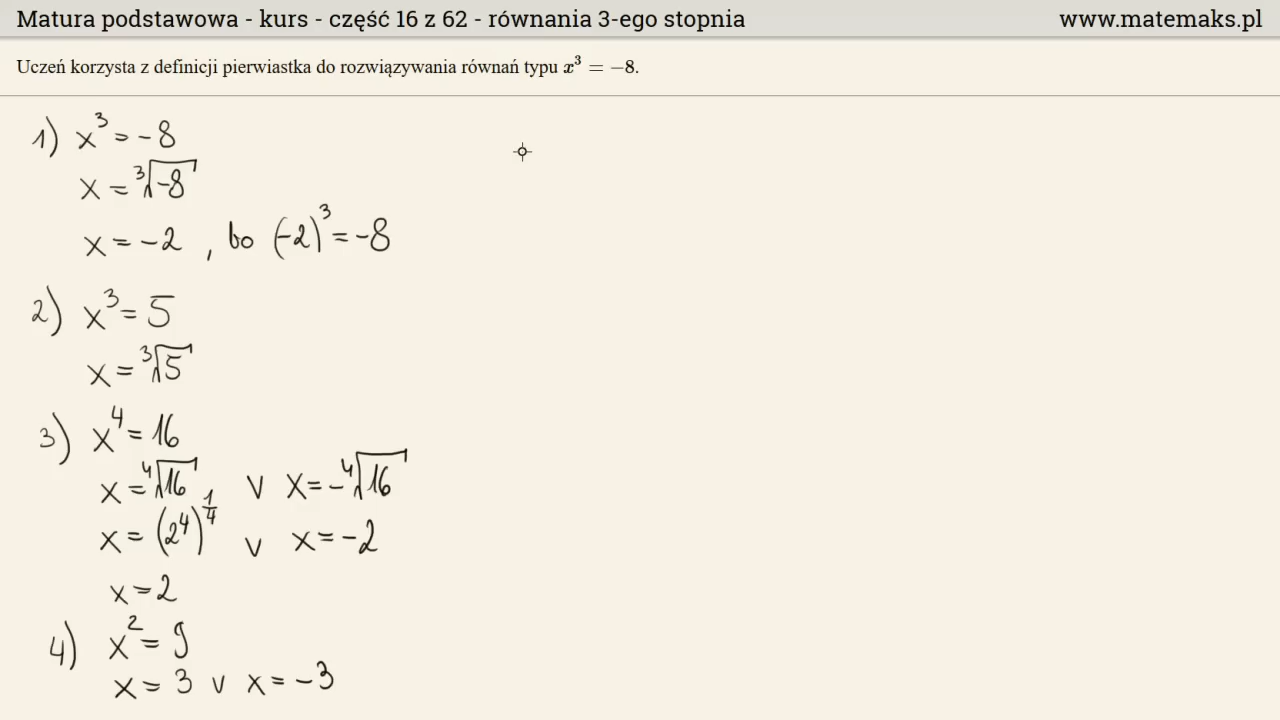 Matura podstawowa - kurs - część 16 z 62 - równania 3-ego stopnia www.matemaks.pl
Uczeń korzysta z definicji pierwiastka do rozwiązywania równań typu x³ = −8.
1) x³ = -8
x = ∛-8
x = -2 , bo (-2)³ = -8
2) x³ = 5
x = ∛5
3) x⁴ = 16
x = ∜16 v x = -∜16
x = (2⁴)^1/4 v x = -2
x = 2
4) x² = 9
x = 3 v x = -3